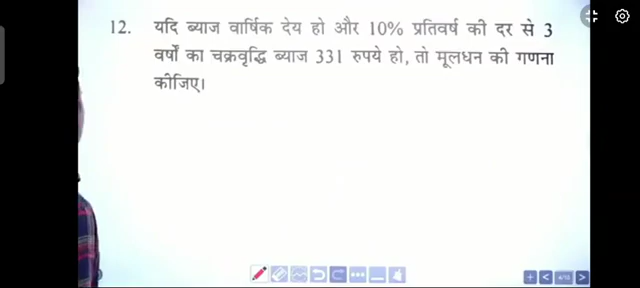 12. यदि ब्याज वार्षिक देय हो और 10% प्रतिवर्ष की दर से 3
वर्षों का चक्रवृद्धि ब्याज 331 रुपये हो, तो मूलधन की गणना
कीजिए।